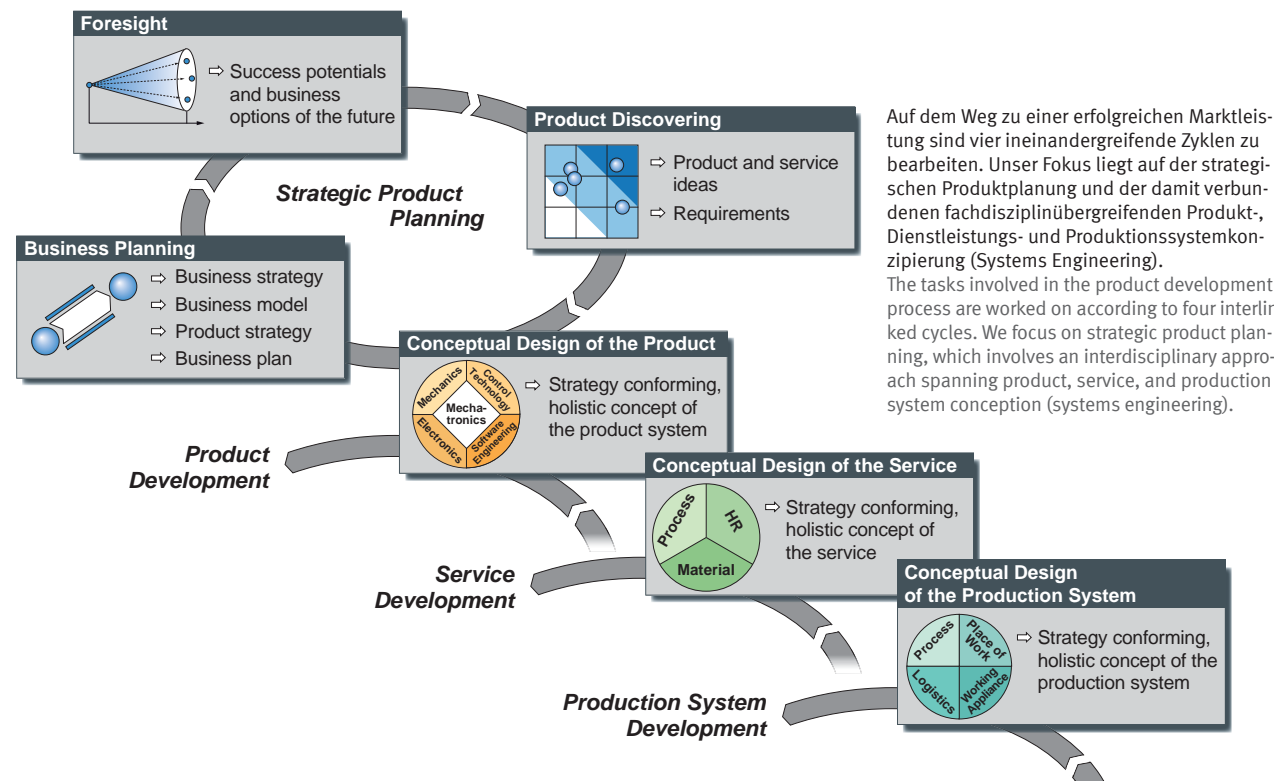 Foresight
⇨ Success potentials
and business
options of the future
Product Discovering
⇨ Product and service
ideas
⇨ Requirements
Strategic Product
Planning
Business Planning
⇨ Business strategy
⇨ Business model
⇨ Product strategy
⇨ Business plan
Auf dem Weg zu einer erfolgreichen Marktleis-
tung sind vier ineinandergreifende Zyklen zu
bearbeiten. Unser Fokus liegt auf der strategi-
schen Produktplanung und der damit verbun-
denen fachdisziplinübergreifenden Produkt-,
Dienstleistungs- und Produktionssystemkon-
zipierung (Systems Engineering).
The tasks involved in the product development
process are worked on according to four interlin
ked cycles. We focus on strategic product plan-
ning, which involves an interdisciplinary appro-
ach spanning product, service, and production
system conception (systems engineering).
Conceptual Design of the Product
Mechanics
Control
Technology
Mecha-
tronics
Electronics
Software
Engineering
⇨ Strategy conforming,
holistic concept of
the product system
Product
Development
Conceptual Design of the Service
Process
HR
Material
⇨ Strategy conforming,
holistic concept of
the service
Service
Development
Conceptual Design
of the Production System
Process
Place of
Work
Logistics
Working
Appliance
⇨ Strategy conforming,
holistic concept of the
production system
Production System
Development